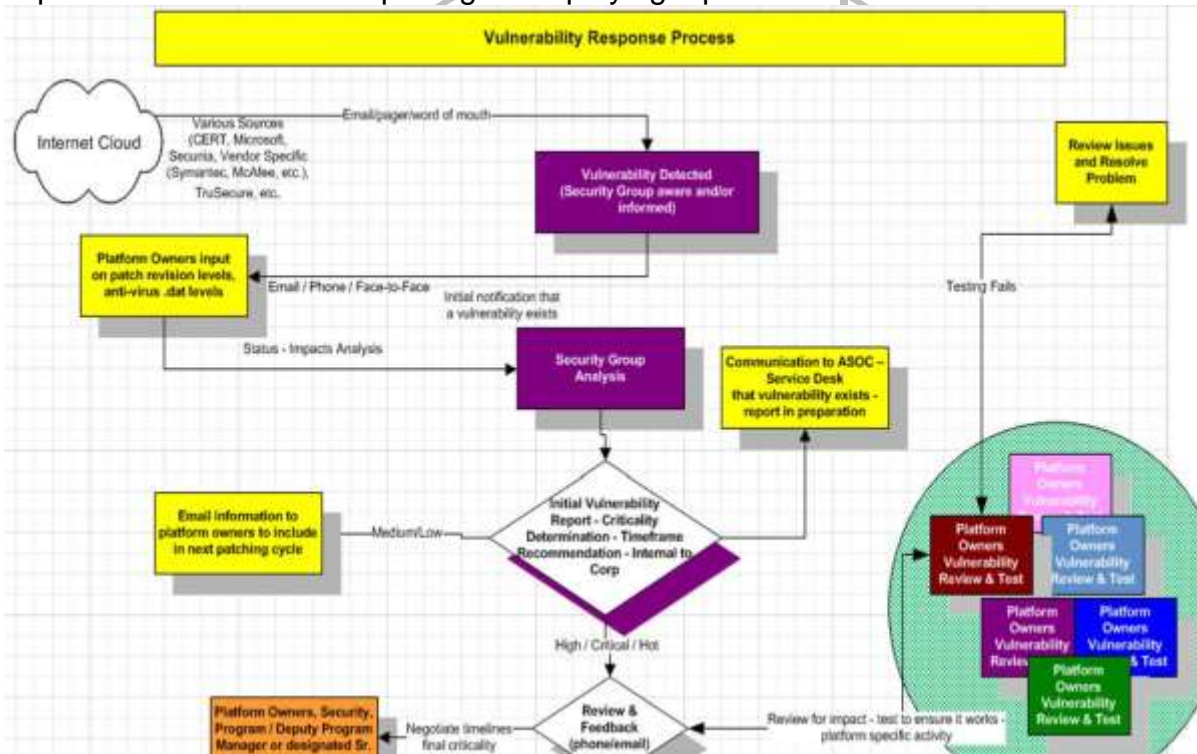 Vulnerability Response Process
Internet Cloud
Various Sources
(CERT, Microsoft,
Secunia, Vendor Specific
(Symantec, McAfee, etc.),
TruSecure, etc.
Email/pager/word of mouth
Vulnerability Detected
(Security Group aware and/or
informed)
Review Issues
and Resolve
Problem
Platform Owners input
on patch revision levels,
anti-virus .dat levels
Email / Phone / Face-to-Face
Initial notification that
a vulnerability exists
Testing Fails
Status - Impacts Analysis
Security Group
Analysis
Communication to ASOC –
Service Desk
that vulnerability exists -
report in preparation
Email information to
platform owners to include
in next patching cycle
Medium/Low
Initial Vulnerability
Report - Criticality
Determination - Timeframe
Recommendation - Internal to
Corp
Platform
Owners
Vulnerability
Platform
Owners
Vulnerability
Review & Test
Platform
Owners
Vulnerability
Review & Test
Platform
Owners
Vulnerability
Review
Platform
Owners
Vulnerability
& Test
Platform
Owners
Vulnerability
Review & Test
High / Critical / Hot
Platform Owners, Security,
Program / Deputy Program
Manager or designated Sr.
Negotiate timelines
final criticality
Review &
Feedback
(phone/email)
Review for impact - test to ensure it works -
platform specific activity